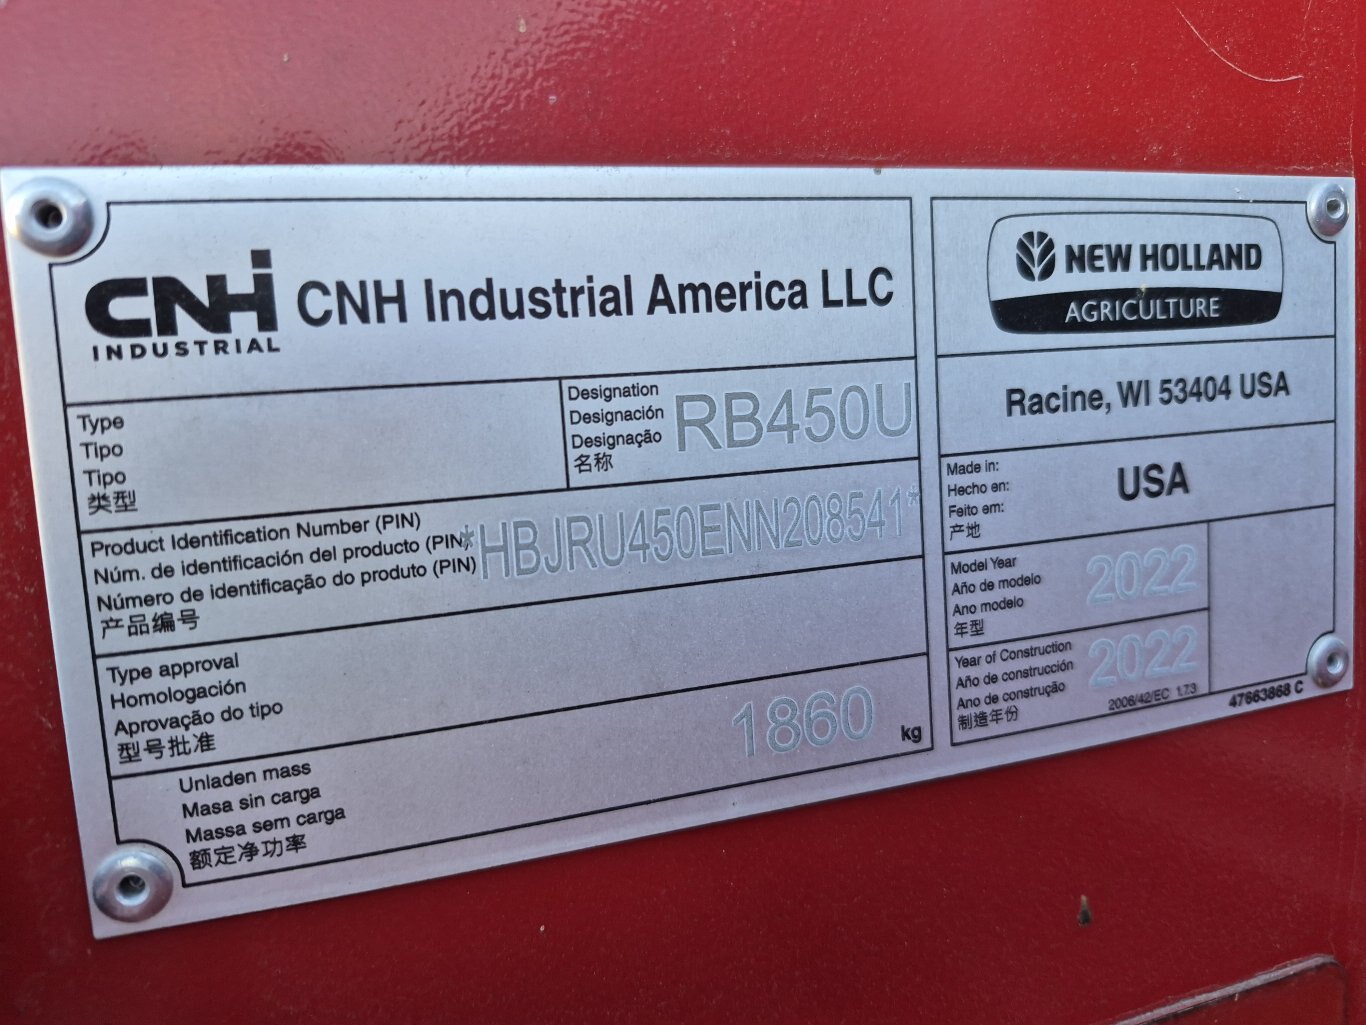 CNHi
INDUSTRIAL
CNH Industrial America LLC
Type
Tipo
Tipo
类型
Designation
Designación
Designação
名称
RB450U
Product Identification Number (PIN)
Núm. de identificación del producto (PIN)
Número de identificação do produto (PIN)
产品编号
*HBJRU450ENN208541*
Type approval
Homologación
Aprovação do tipo
型号批准
Unladen mass
Masa sin carga
Massa sem carga
额定净功率
1860 kg
NEW HOLLAND
AGRICULTURE
Racine, WI 53404 USA
Made in:
Hecho en:
Feito em:
产地
USA
Model Year
Año de modelo
Ano modelo
年型
2022
Year of Construction
Año de construcción
Ano de construção
制造年份
2022
2006/42/EC 1.7.3
47663868 C